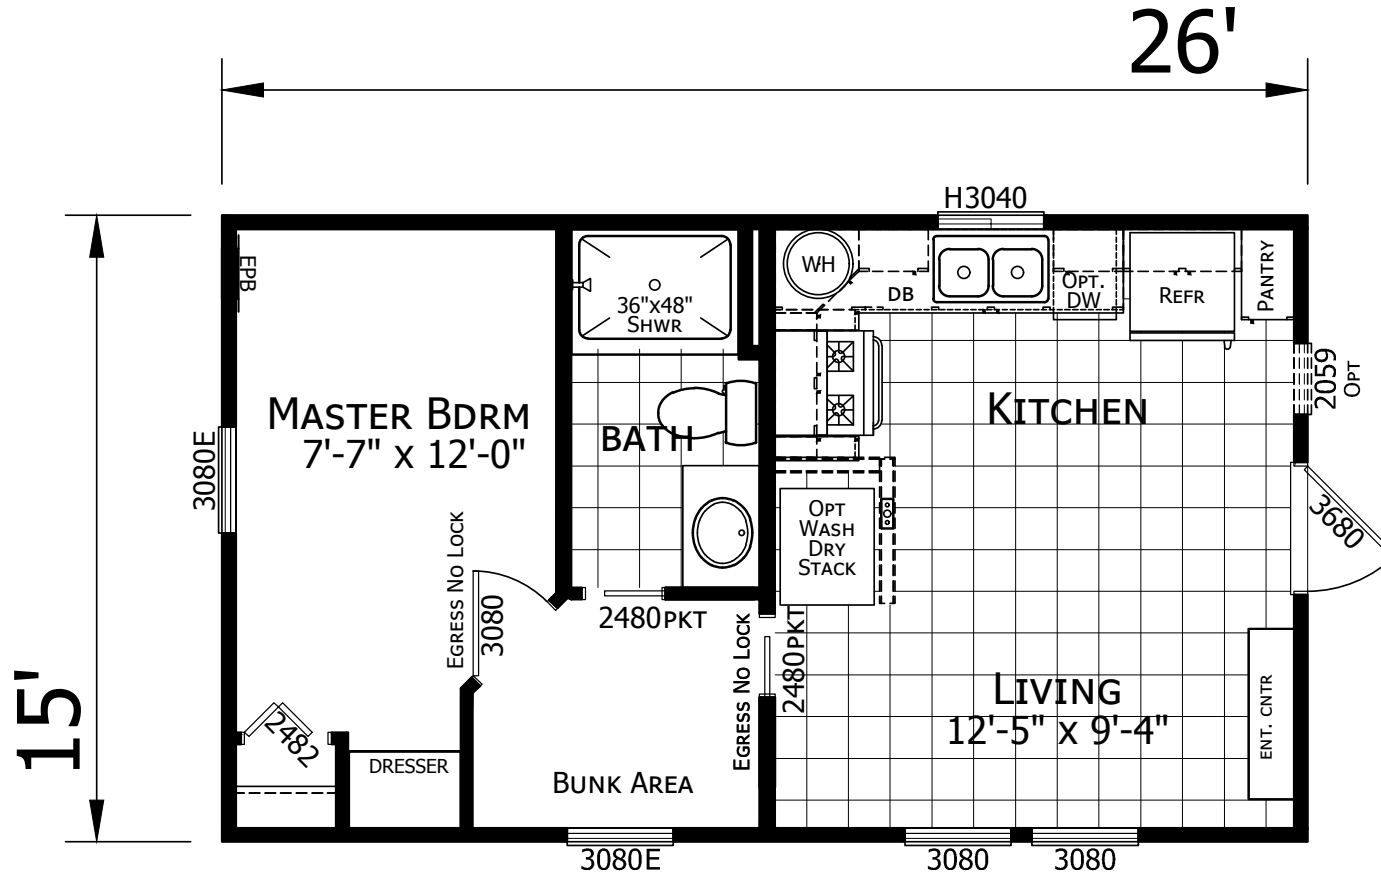 26'
15'
H3040
EPB
36"x48"
SHWR
WH
DB
OPT.
DW
REFR
PANTRY
2059
OPT
MASTER BDRM
7'-7" x 12'-0"
BATH
KITCHEN
3080E
3680
OPT
WASH
DRY
STACK
EGRESS NO LOCK
3080
2480PKT
EGRESS NO LOCK
2480PKT
LIVING
12'-5" x 9'-4"
ENT. CNTR
2482
DRESSER
BUNK AREA
3080E
3080
3080